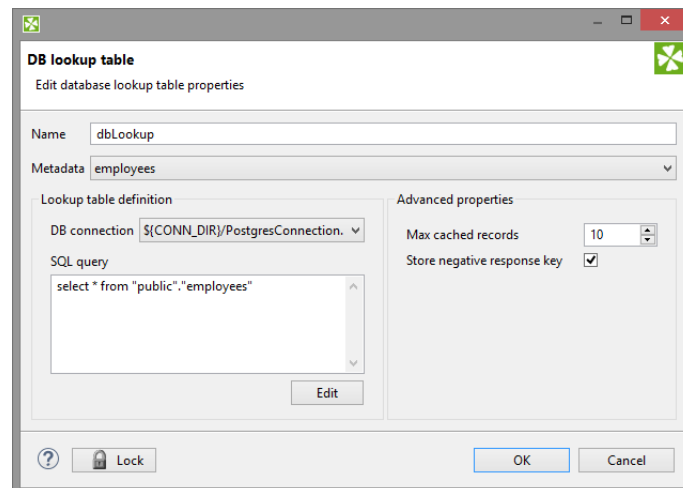 DB lookup table
Edit database lookup table properties
Name dbLookup
Metadata employees
Lookup table definition
DB connection ${CONN_DIR}/PostgresConnection.
SQL query
select * from "public"."employees"
Edit
Advanced properties
Max cached records 10
Store negative response key
Lock
OK
Cancel